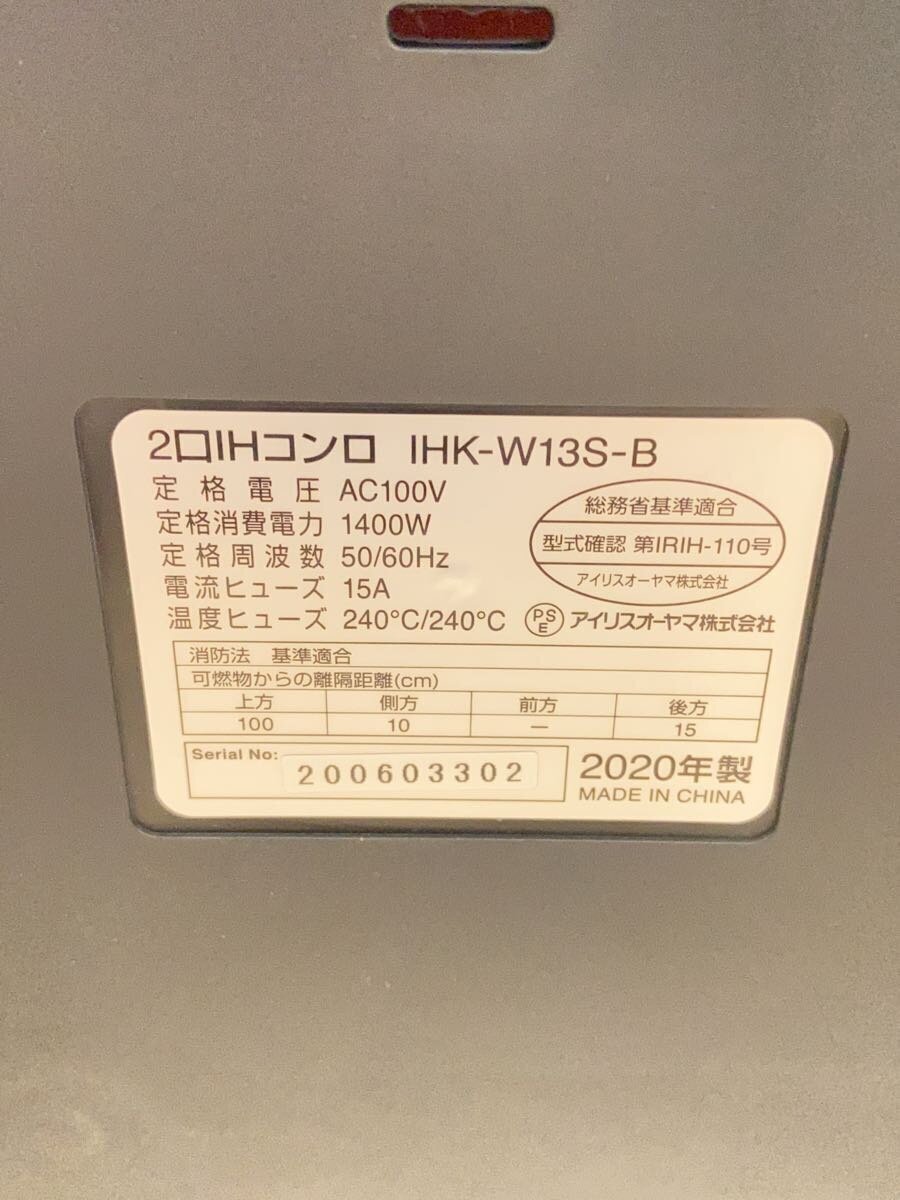 2口IHコンロ IHK-W13S-B
定格電圧 AC100V
定格消費電力 1400W
定格周波数 50/60Hz
電流ヒューズ 15A
温度ヒューズ 240°C/240°C
総務省基準適合
型式確認 第IRIH-110号
アイリスオーヤマ株式会社
PSE アイリスオーヤマ株式会社
消防法 基準適合
可燃物からの離隔距離(cm)
上方 側方 前方 後方
100 10 ー 15
Serial No: 200603302
2020年製
MADE IN CHINA